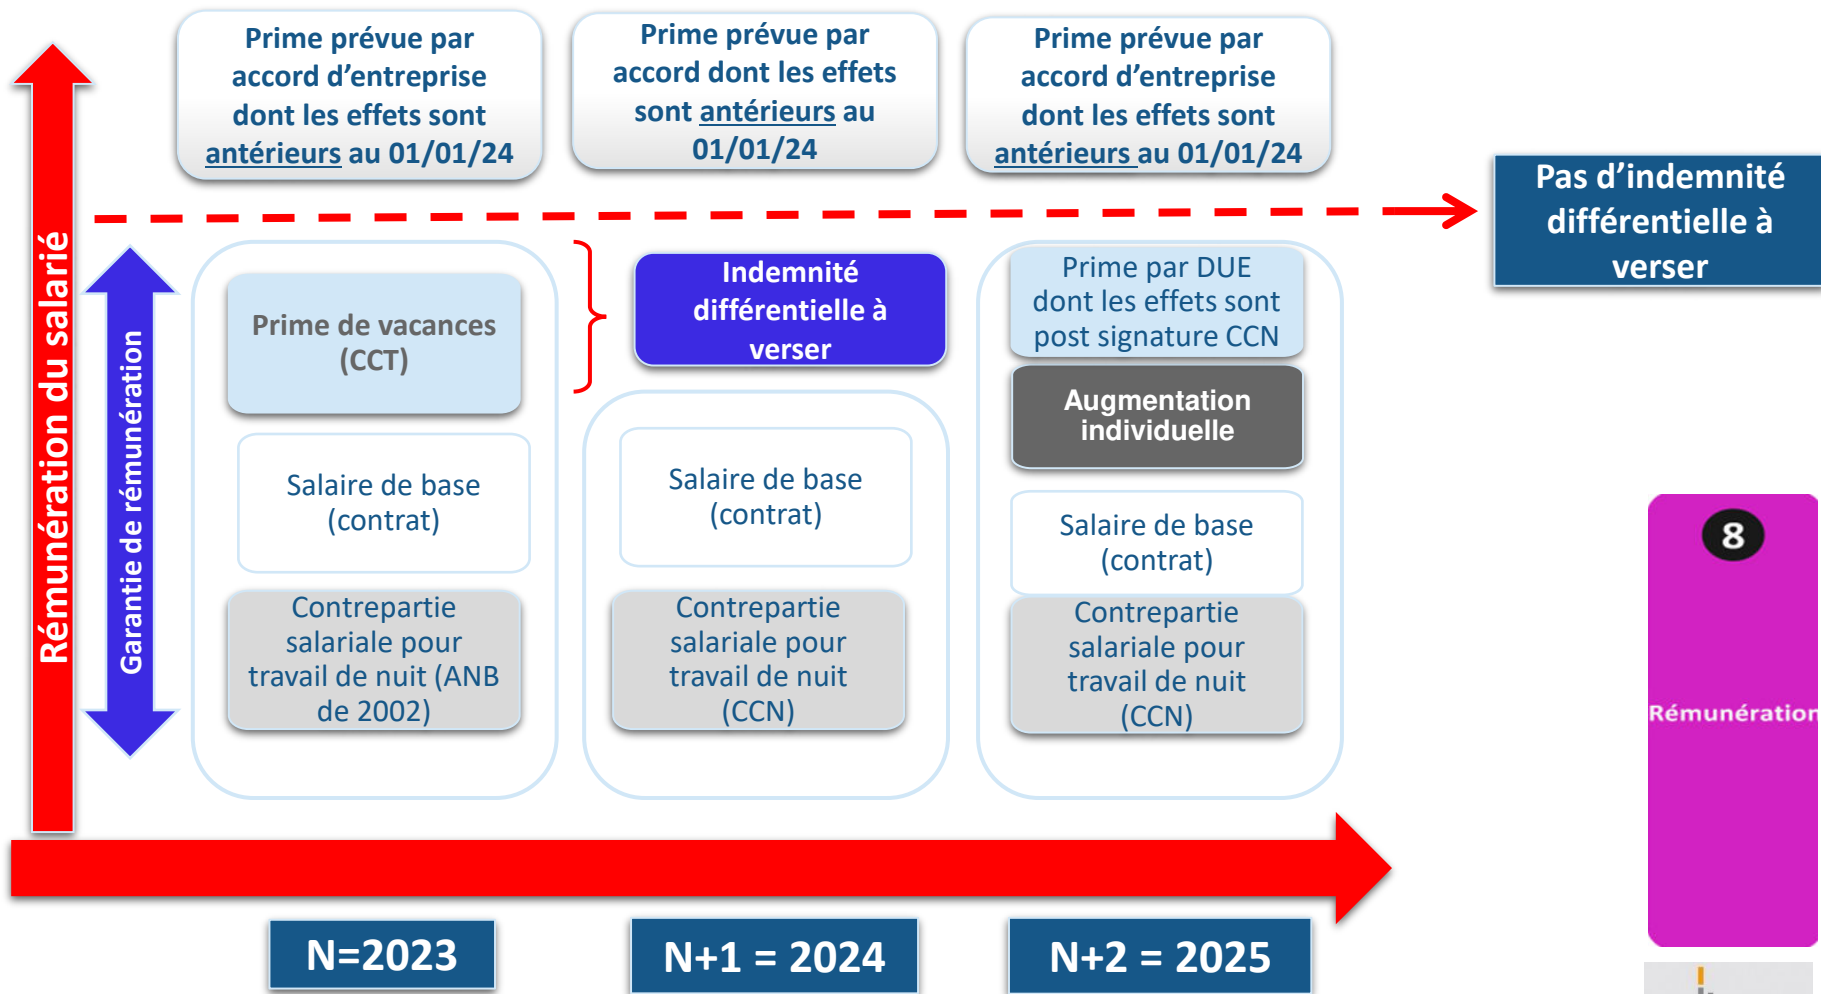 Prime prévue par
accord d’entreprise
dont les effets sont
antérieurs au 01/01/24
Prime prévue par
accord dont les effets
sont antérieurs au
01/01/24
Prime prévue par
accord d’entreprise
dont les effets sont
antérieurs au 01/01/24
Pas d’indemnité
différentielle à
verser
Rémunération du salarié
Garantie de rémunération
Prime de vacances
(CCT)
Salaire de base
(contrat)
Contrepartie
salariale pour
travail de nuit (ANB
de 2002)
Indemnité
différentielle à
verser
Salaire de base
(contrat)
Contrepartie
salariale pour
travail de nuit
(CCN)
Prime par DUE
dont les effets sont
post signature CCN
Augmentation
individuelle
Salaire de base
(contrat)
Contrepartie
salariale pour
travail de nuit
(CCN)
8
Rémunération
N=2023
N+1 = 2024
N+2 = 2025